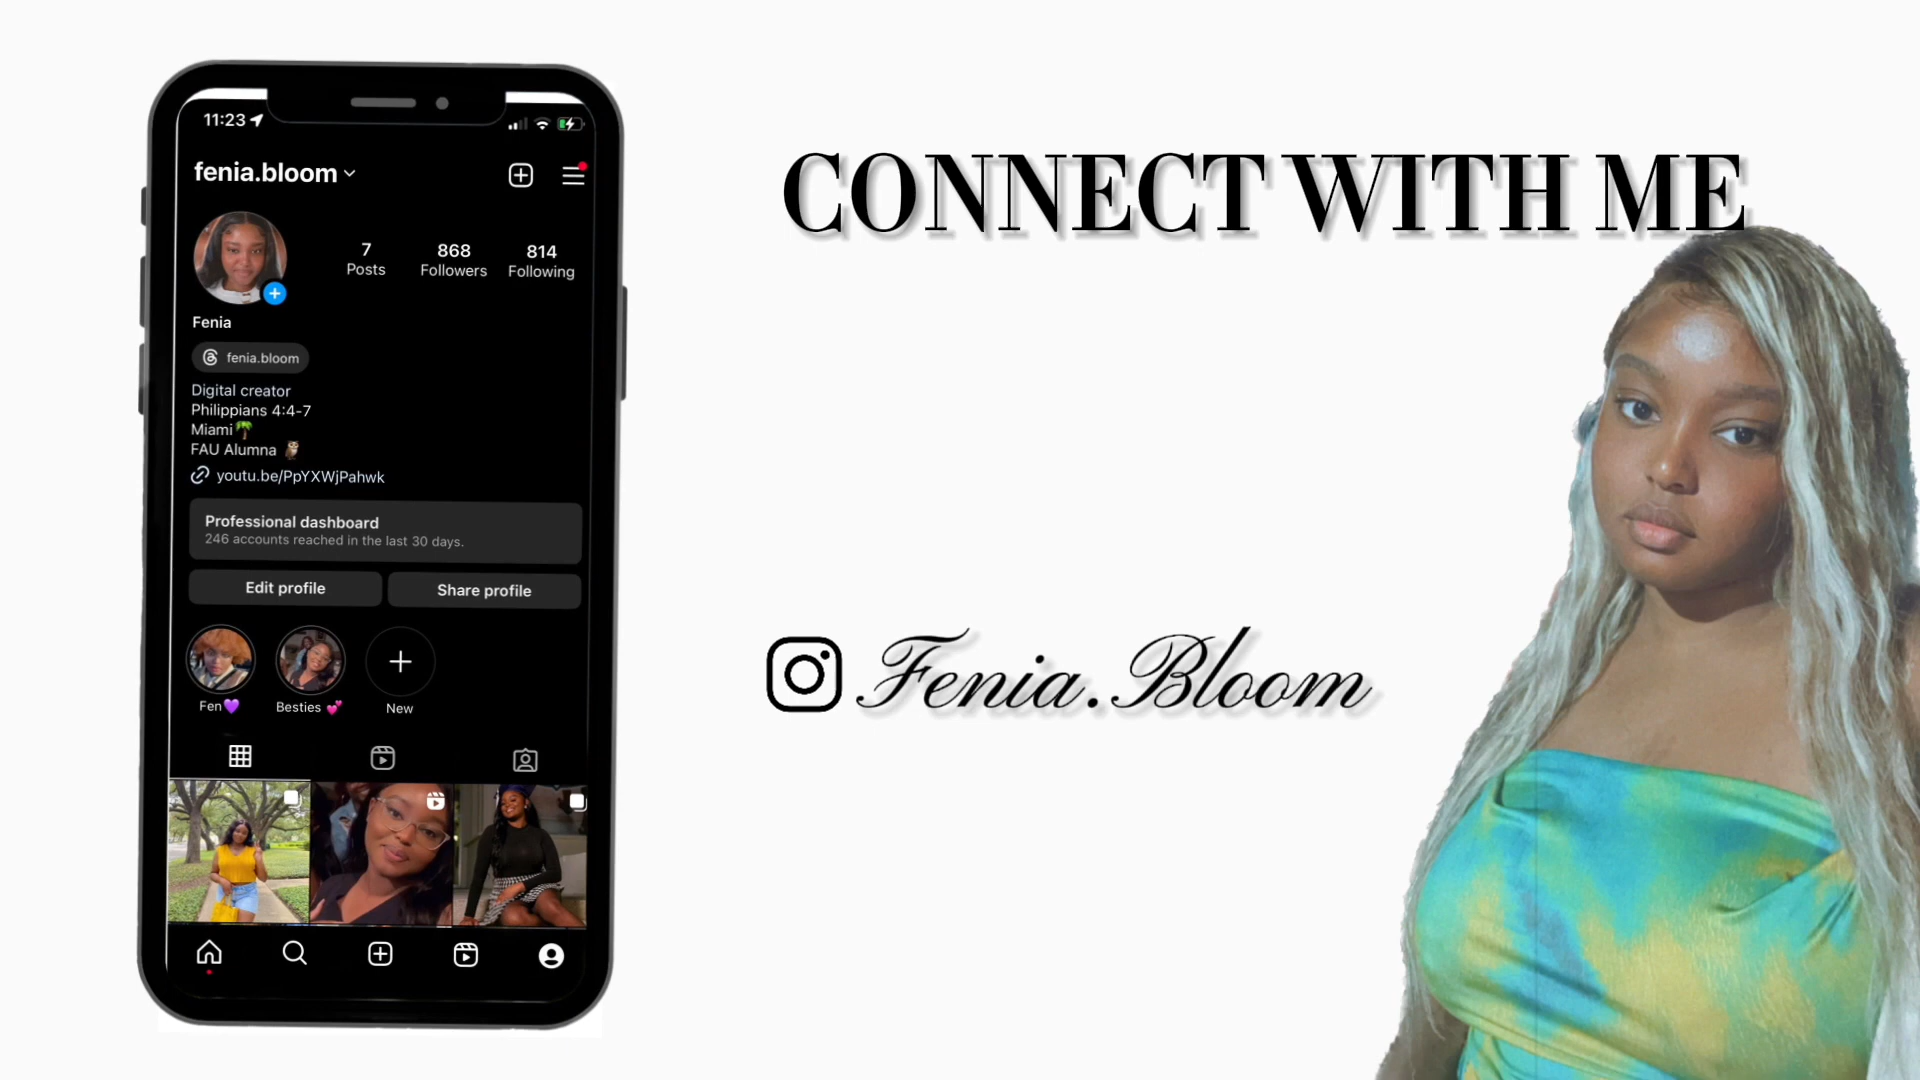 11:23
fenia.bloom
7
Posts
868
Followers
814
Following
Fenia
fenia.bloom
Digital creator
Philippians 4:4-7
Miami🌴
FAU Alumna 🦉
youtu.be/PpYXWjPahwk
Professional dashboard
246 accounts reached in the last 30 days.
Edit profile
Share profile
Fen💜
Besties 💕
New
CONNECT WITH ME
Fenia.Bloom